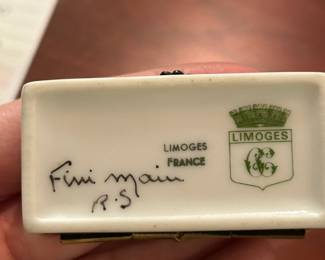 LIMOGES
LIMOGES
FRANCE
Fini main
R.S